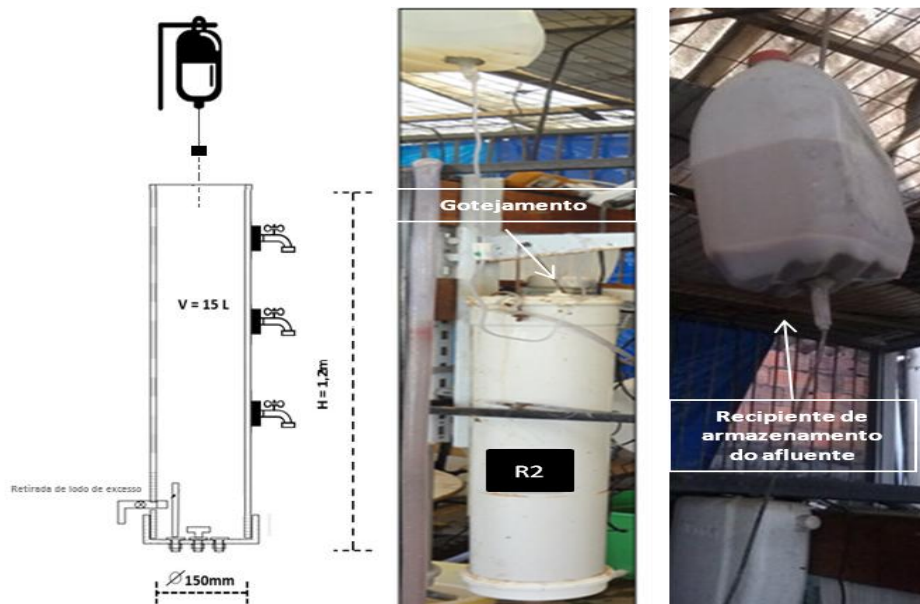 V = 15 L
H = 1,2m
Retirada de lodo de excesso
∅150mm
Gotejamento
R2
Recipiente de
armazenamento
do afluente